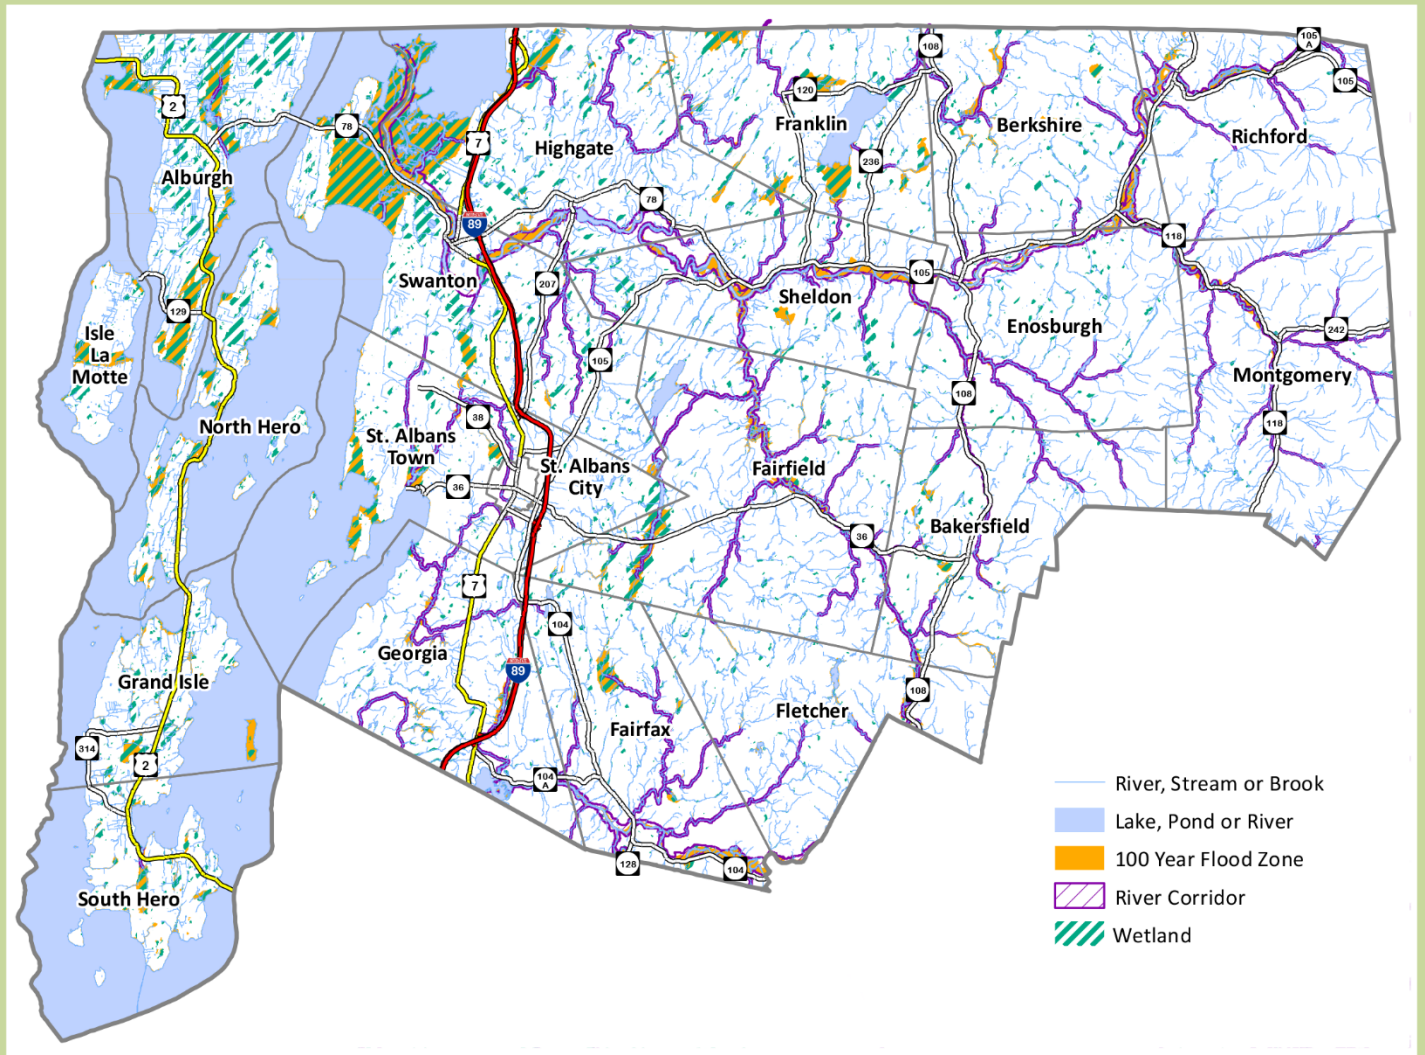 108
105
A
105
2
120
78
7
Franklin
Berkshire
Richford
Highgate
236
Alburgh
78
89
118
Swanton
207
105
Sheldon
129
Enosburgh
242
Isle
La
Motte
105
Montgomery
108
38
118
North Hero
St. Albans
Town
St. Albans
City
Fairfield
36
Bakersfield
36
7
104
Georgia
89
Grand Isle
108
Fletcher
Fairfax
314
2
104
A
River, Stream or Brook
Lake, Pond or River
100 Year Flood Zone
128
104
South Hero
River Corridor
Wetland